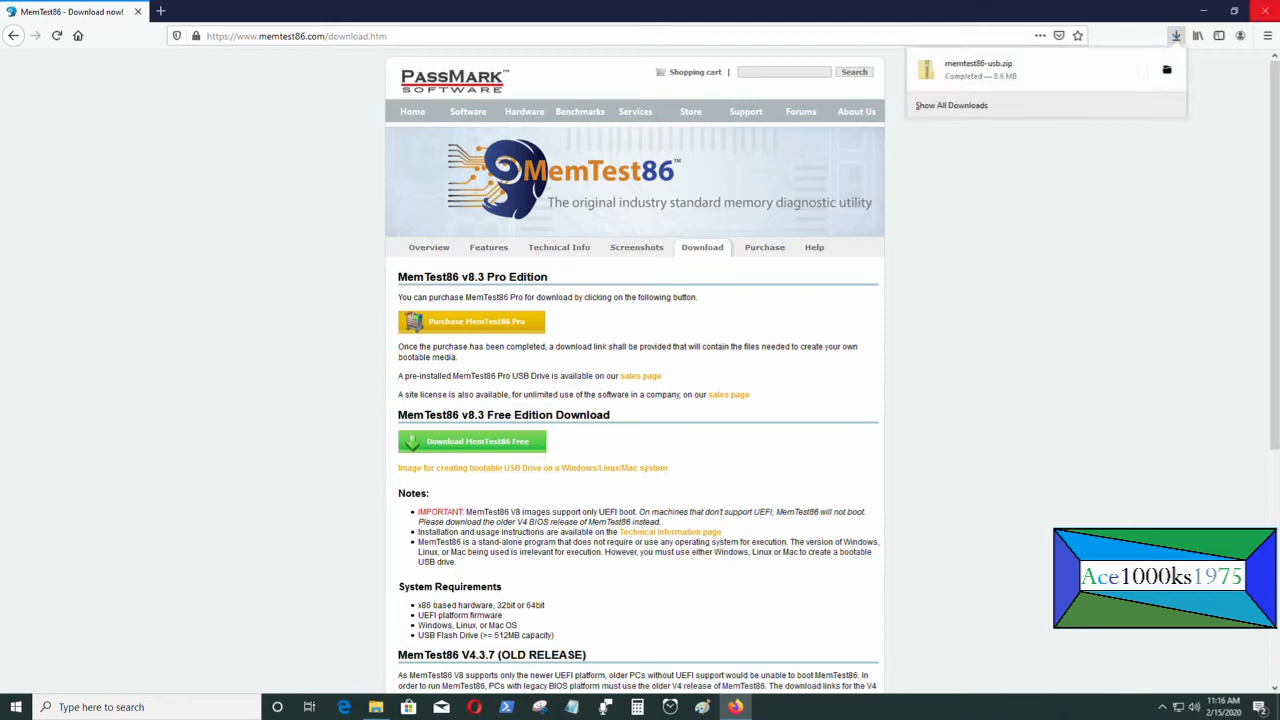 MemTest86 - Download now!
https://www.memtest86.com/download.htm
memtest86-usb.zip
Completed — 8.6 MB
Show All Downloads
PASSMARK™
SOFTWARE
Shopping cart |
Search
Home Software Hardware Benchmarks Services Store Support Forums About Us
MemTest86™
The original industry standard memory diagnostic utility
Overview Features Technical Info Screenshots Download Purchase Help
MemTest86 v8.3 Pro Edition
You can purchase MemTest86 Pro for download by clicking on the following button.
Purchase MemTest86 Pro
Once the purchase has been completed, a download link shall be provided that will contain the files needed to create your own
bootable media.
A pre-installed MemTest86 Pro USB Drive is available on our sales page
A site license is also available, for unlimited use of the software in a company, on our sales page
MemTest86 v8.3 Free Edition Download
Download MemTest86 Free
Image for creating bootable USB Drive on a Windows/Linux/Mac system
Notes:
IMPORTANT: MemTest86 V8 images support only UEFI boot. On machines that don't support UEFI, MemTest86 will not boot.
Please download the older V4 BIOS release of MemTest86 instead.
Installation and usage instructions are available on the Technical Information page
MemTest86 is a stand-alone program that does not require or use any operating system for execution. The version of Windows,
Linux, or Mac being used is irrelevant for execution. However, you must use either Windows, Linux or Mac to create a bootable
USB drive.
Ace1000ks1975
System Requirements
x86 based hardware, 32bit or 64bit
UEFI platform firmware
Windows, Linux, or Mac OS
USB Flash Drive (>= 512MB capacity)
MemTest86 V4.3.7 (OLD RELEASE)
As MemTest86 V8 supports only the newer UEFI platform, older PCs without UEFI support would be unable to boot MemTest86. In
order to run MemTest86, PCs with legacy BIOS platform must use the older V4 release of MemTest86. The download links for the V4
Type here to search
11:16 AM
2/15/2020
2